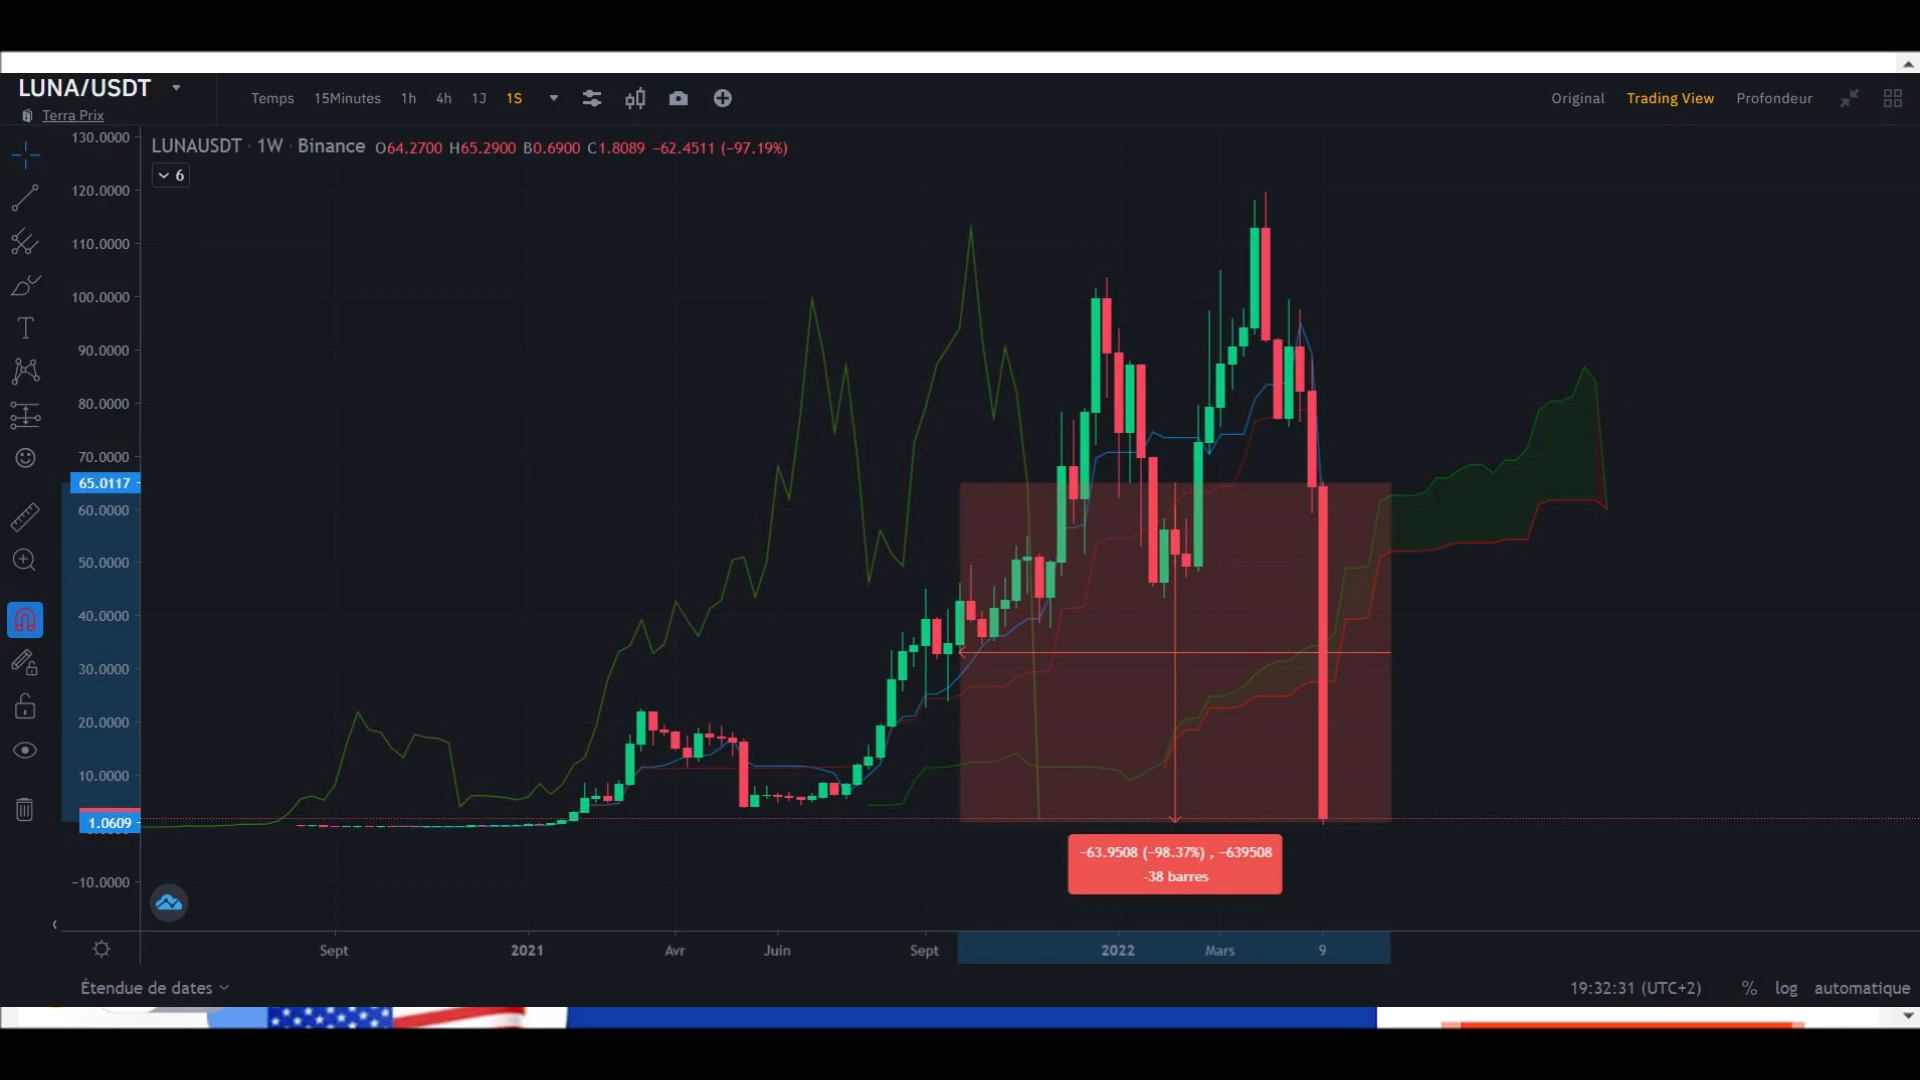 LUNA/USDT
Terra Prix
Temps 15Minutes 1h 4h 1J 1S
Original Trading View Profondeur
LUNAUSDT · 1W · Binance O64.2700 H65.2900 B0.6900 C1.8089 −62.4511 (−97.19%)
6
130.0000
120.0000
110.0000
100.0000
90.0000
80.0000
70.0000
65.0117
60.0000
50.0000
40.0000
30.0000
20.0000
10.0000
1.0609
−10.0000
−63.9508 (−98.37%) , −639508
-38 barres
Sept 2021 Avr Juin Sept 2022 Mars 9
Étendue de dates
19:32:31 (UTC+2) % log automatique